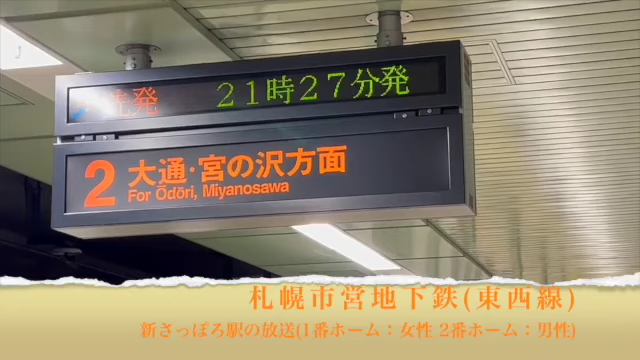 先発 21時27分発
2 大通・宮の沢方面
For Ōdōri, Miyanosawa
札幌市営地下鉄(東西線)
新さっぽろ駅の放送(1番ホーム：女性 2番ホーム：男性)